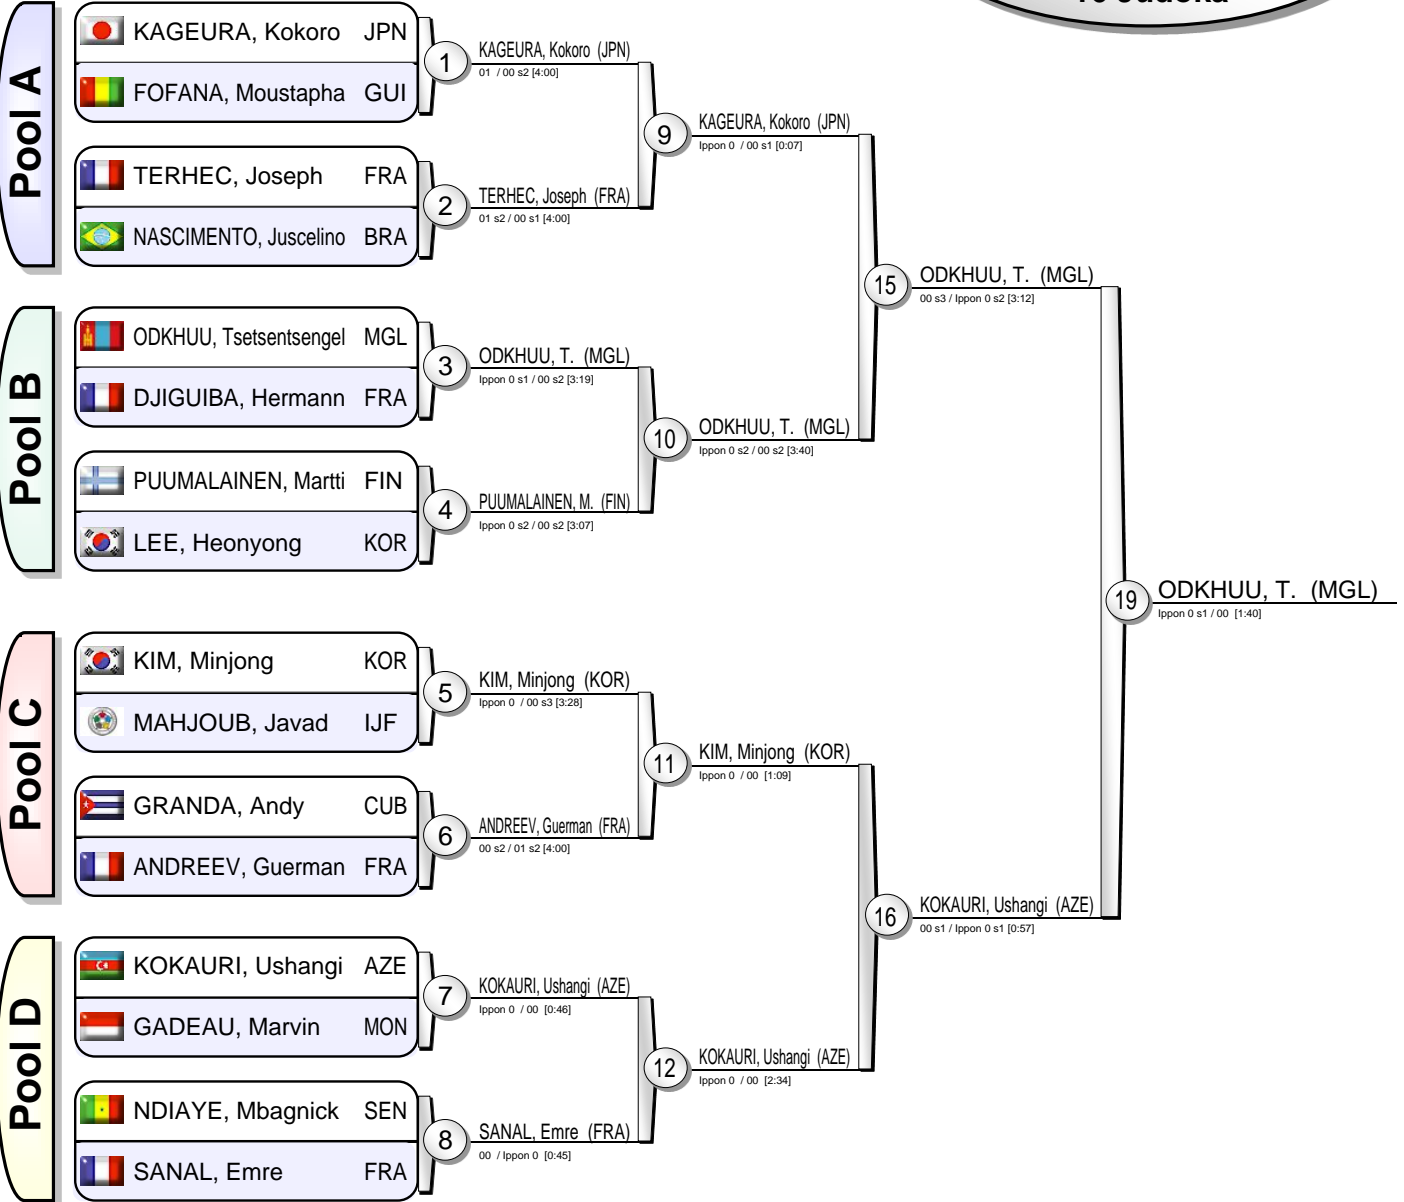 Pool A
KAGEURA, Kokoro JPN
FOFANA, Moustapha GUI
TERHEC, Joseph FRA
NASCIMENTO, Juscelino BRA
Pool B
ODKHUU, Tsetsentsengel MGL
DJIGUIBA, Hermann FRA
PUUMALAINEN, Martti FIN
LEE, Heonyong KOR
Pool C
KIM, Minjong KOR
MAHJOUB, Javad IJF
GRANDA, Andy CUB
ANDREEV, Guerman FRA
Pool D
KOKAURI, Ushangi AZE
GADEAU, Marvin MON
NDIAYE, Mbagnick SEN
SANAL, Emre FRA
1
KAGEURA, Kokoro (JPN)
01 / 00 s2 [4:00]
2
TERHEC, Joseph (FRA)
01 s2 / 00 s1 [4:00]
3
ODKHUU, T. (MGL)
Ippon 0 s1 / 00 s2 [3:19]
4
PUUMALAINEN, M. (FIN)
Ippon 0 s2 / 00 s2 [3:07]
5
KIM, Minjong (KOR)
Ippon 0 / 00 s3 [3:28]
6
ANDREEV, Guerman (FRA)
00 s2 / 01 s2 [4:00]
7
KOKAURI, Ushangi (AZE)
Ippon 0 / 00 [0:46]
8
SANAL, Emre (FRA)
00 / Ippon 0 [0:45]
9
KAGEURA, Kokoro (JPN)
Ippon 0 / 00 s1 [0:07]
10
ODKHUU, T. (MGL)
Ippon 0 s2 / 00 s2 [3:40]
11
KIM, Minjong (KOR)
Ippon 0 / 00 [1:09]
12
KOKAURI, Ushangi (AZE)
Ippon 0 / 00 [2:34]
15
ODKHUU, T. (MGL)
00 s3 / Ippon 0 s2 [3:12]
16
KOKAURI, Ushangi (AZE)
00 s1 / Ippon 0 s1 [0:57]
19
ODKHUU, T. (MGL)
Ippon 0 s1 / 00 [1:40]